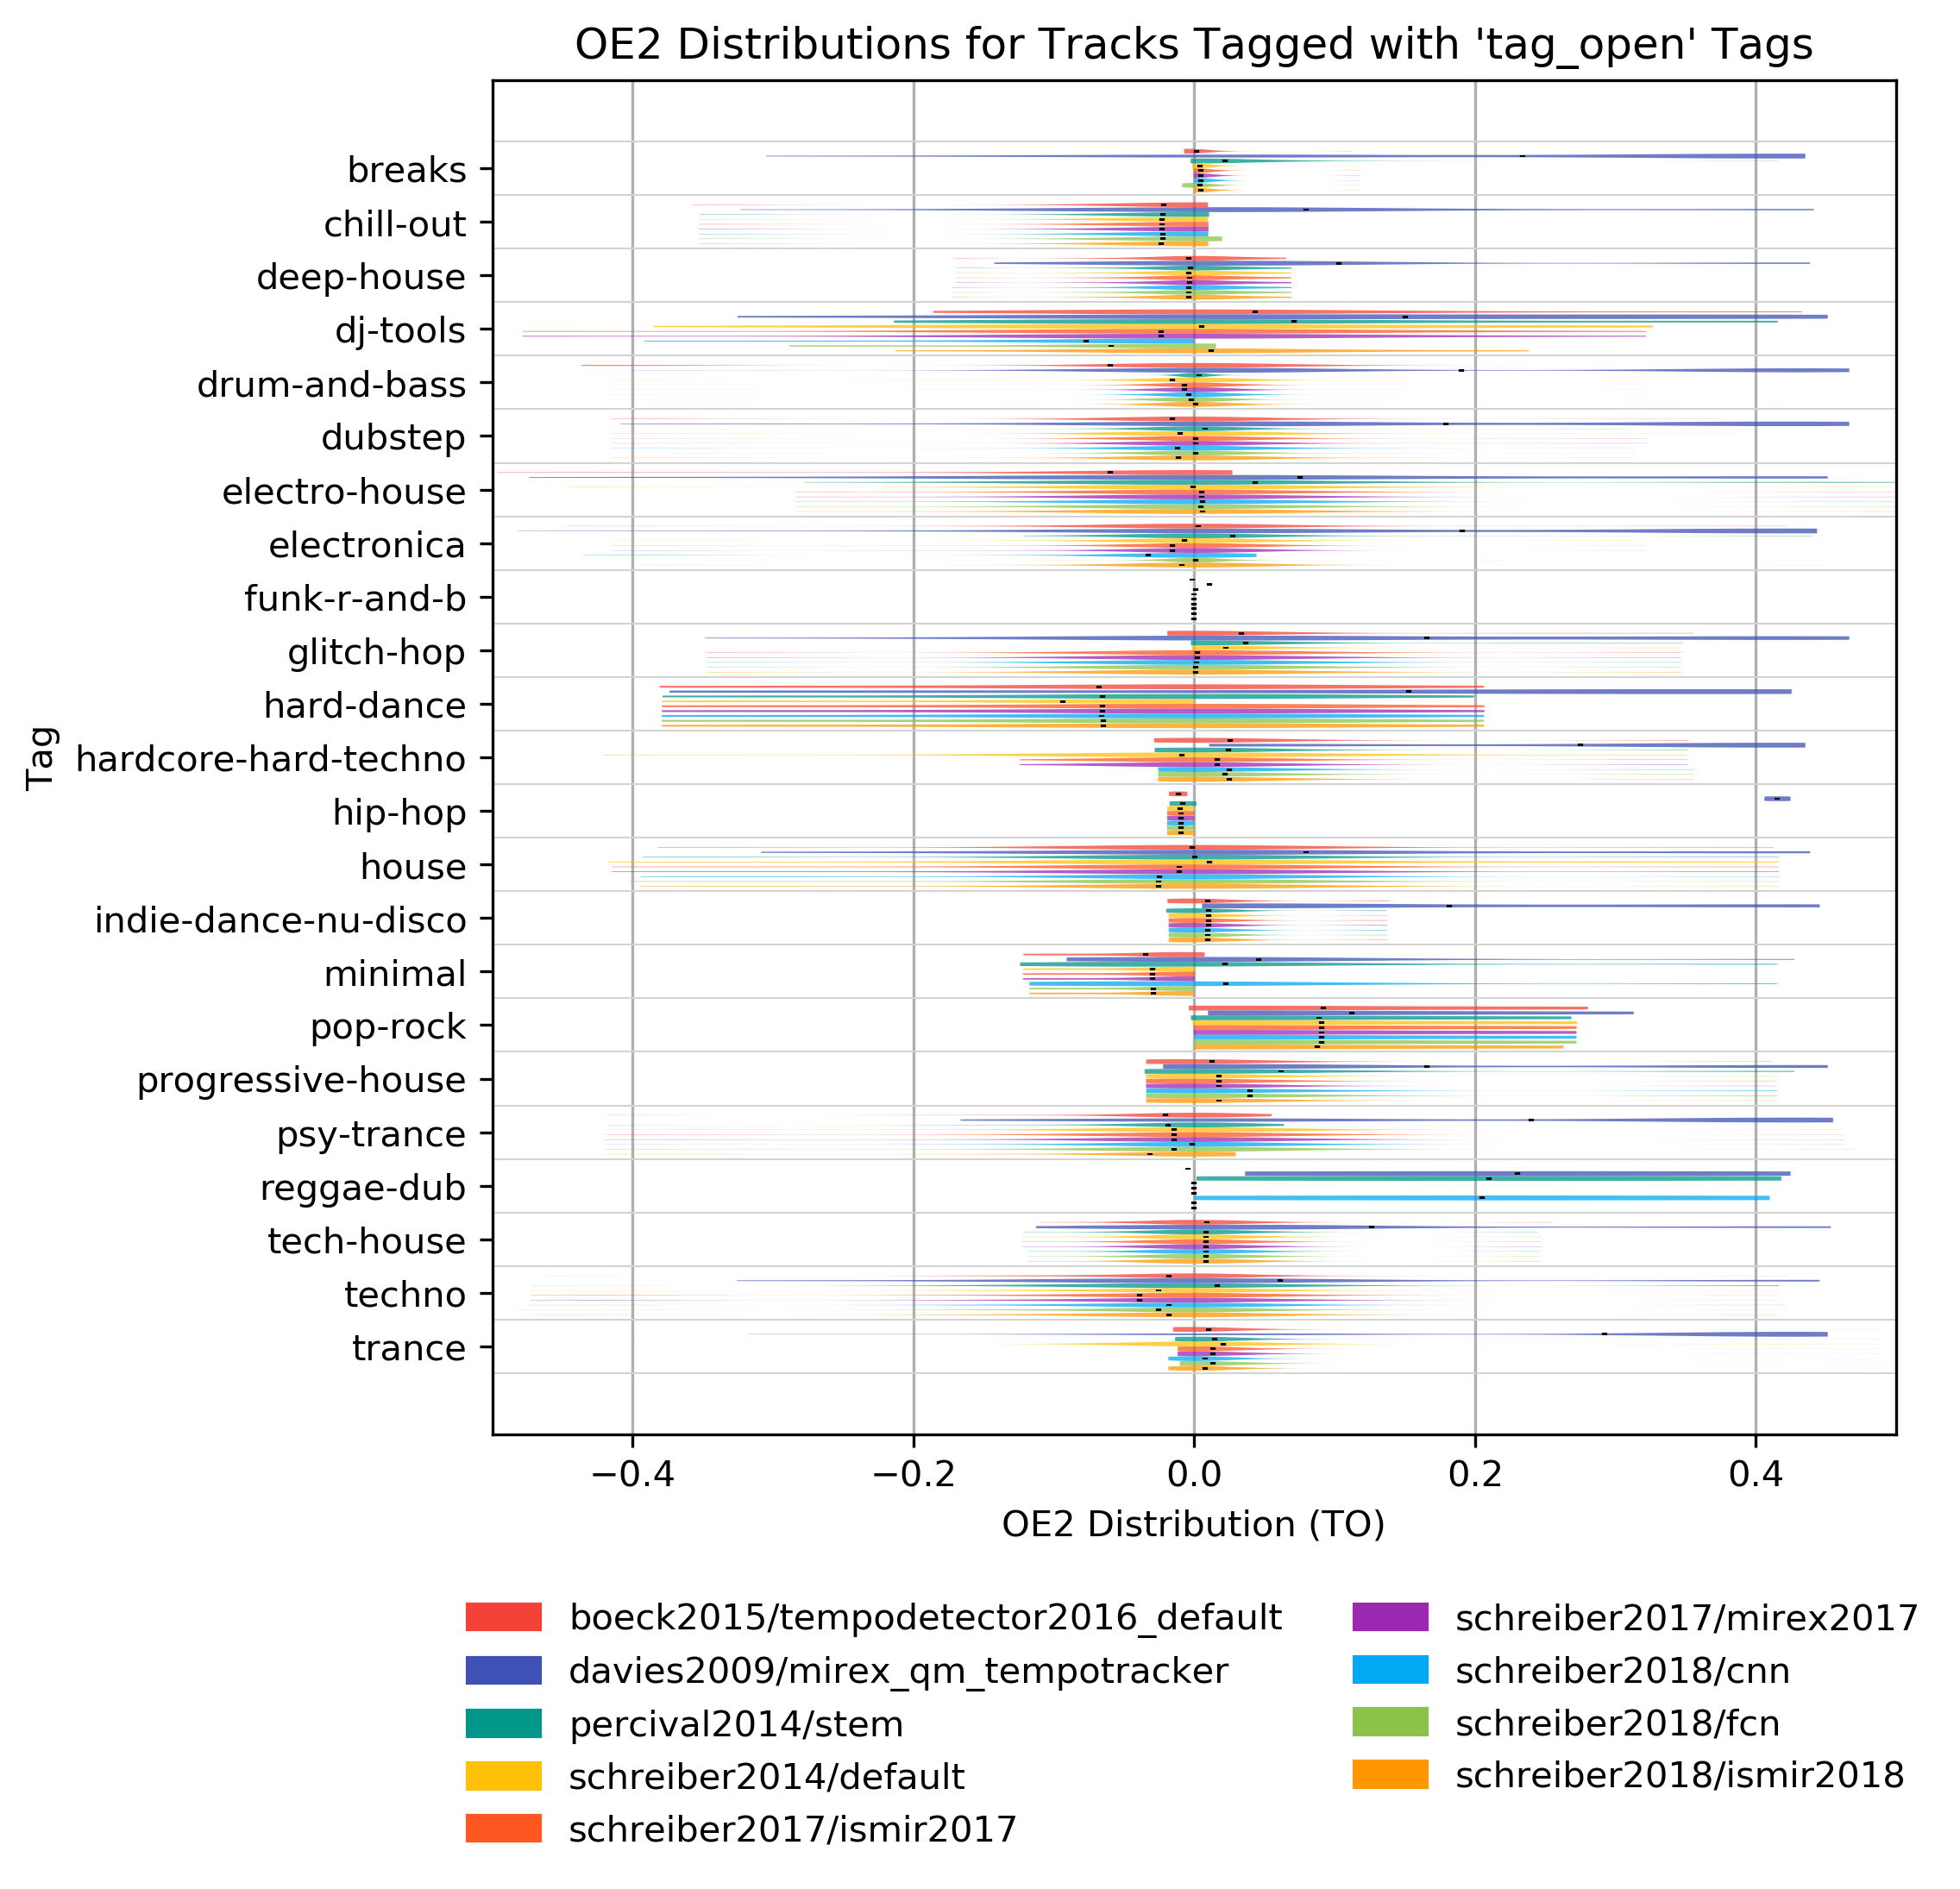 OE2 Distributions for Tracks Tagged with 'tag_open' Tags
breaks
chill-out
deep-house
dj-tools
drum-and-bass
dubstep
electro-house
electronica
funk-r-and-b
glitch-hop
hard-dance
hardcore-hard-techno
hip-hop
house
indie-dance-nu-disco
minimal
pop-rock
progressive-house
psy-trance
reggae-dub
tech-house
techno
trance
Tag
−0.4 −0.2 0.0 0.2 0.4
OE2 Distribution (TO)
boeck2015/tempodetector2016_default
davies2009/mirex_qm_tempotracker
percival2014/stem
schreiber2014/default
schreiber2017/ismir2017
schreiber2017/mirex2017
schreiber2018/cnn
schreiber2018/fcn
schreiber2018/ismir2018